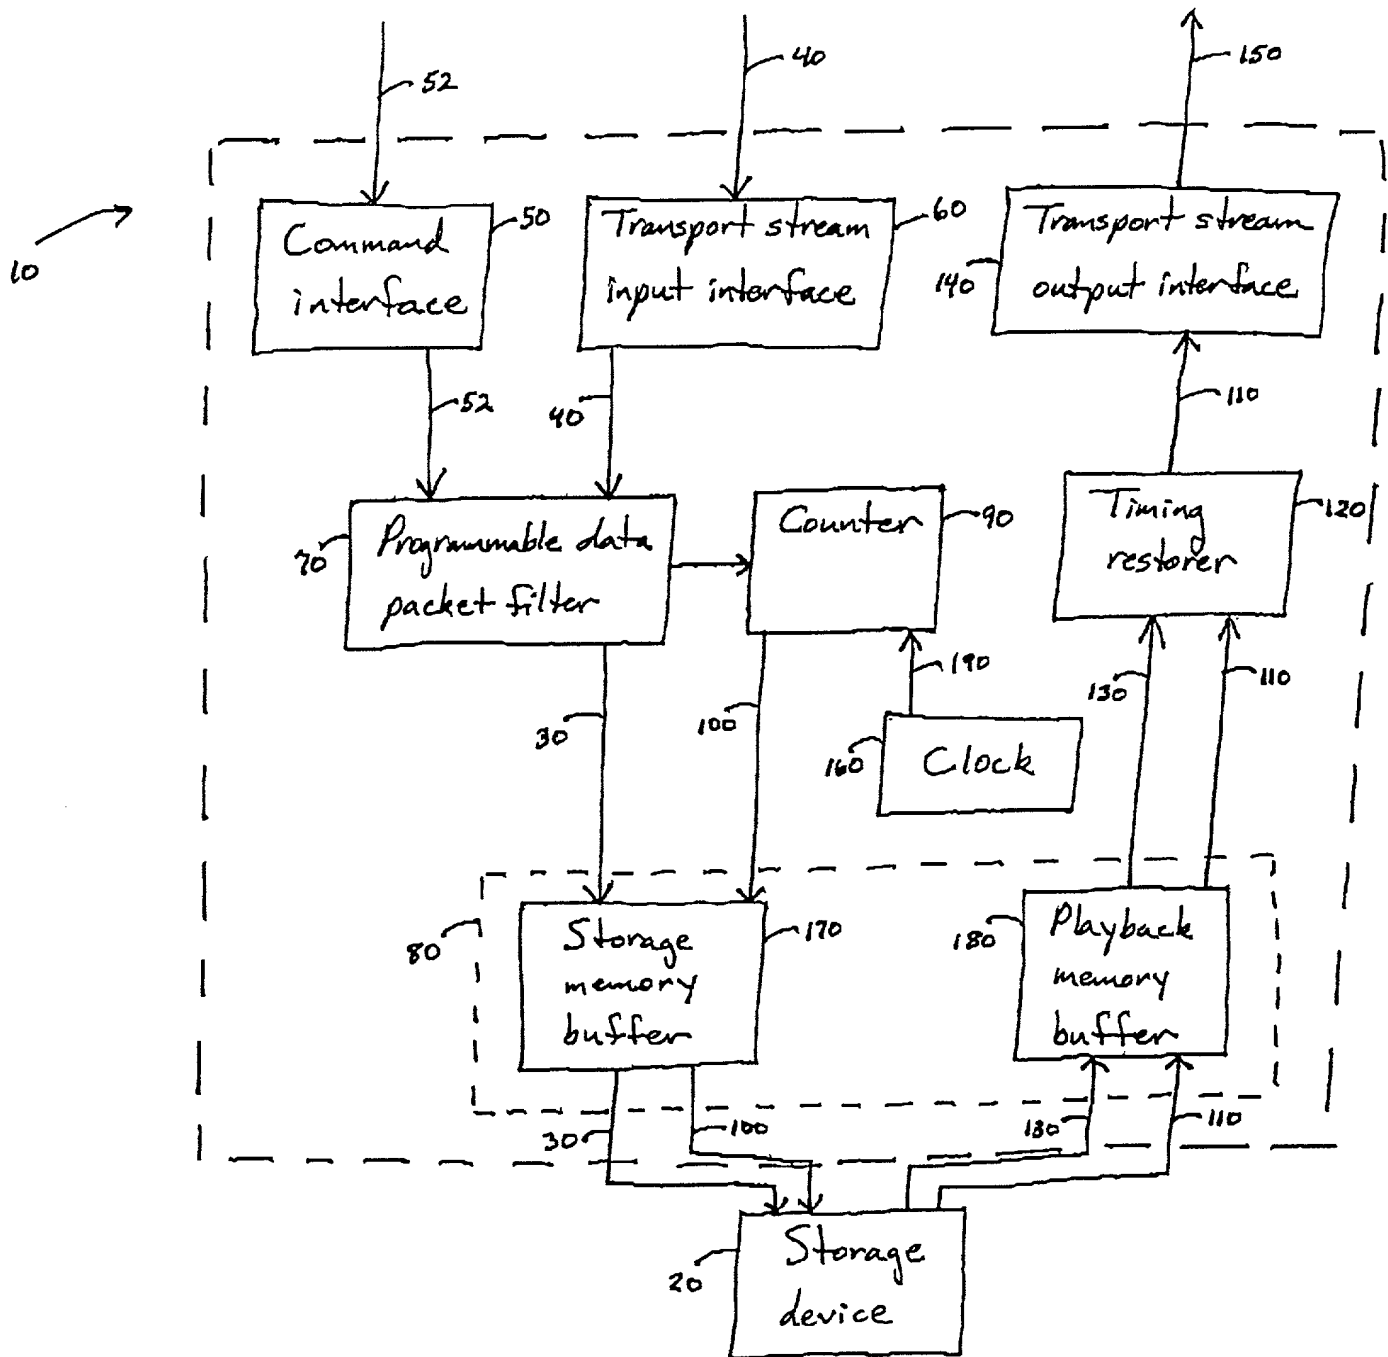 52
40
150
10
Command
interface
50
Transport stream
input interface
60
Transport stream
output interface
140
52
40
110
Programmable data
packet filter
70
Counter
90
Timing
restorer
120
30
100
190
130
110
160
Clock
80
Storage
memory
buffer
170
180
Playback
memory
buffer
30
100
130
110
20
Storage
device